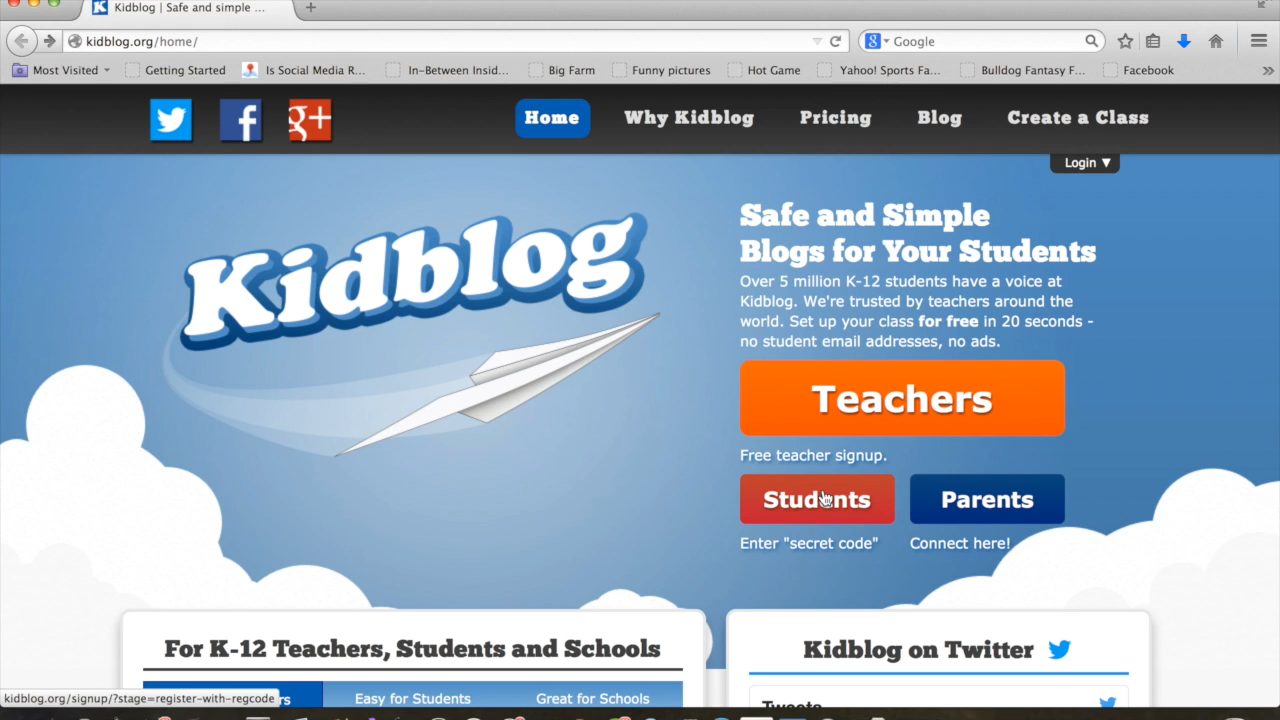 Kidblog | Safe and simple ...
kidblog.org/home/
Google
Most Visited
Getting Started
Is Social Media R...
In-Between Insid...
Big Farm
Funny pictures
Hot Game
Yahoo! Sports Fa...
Bulldog Fantasy F...
Facebook
g+
Home
Why Kidblog
Pricing
Blog
Create a Class
Login ▼
Kidblog
Safe and Simple
Blogs for Your Students
Over 5 million K-12 students have a voice at
Kidblog. We're trusted by teachers around the
world. Set up your class for free in 20 seconds -
no student email addresses, no ads.
Teachers
Free teacher signup.
Students
Parents
Enter "secret code"
Connect here!
For K-12 Teachers, Students and Schools
Kidblog on Twitter
Easy for Students
Great for Schools
Tweets
kidblog.org/signup/?stage=register-with-regcode